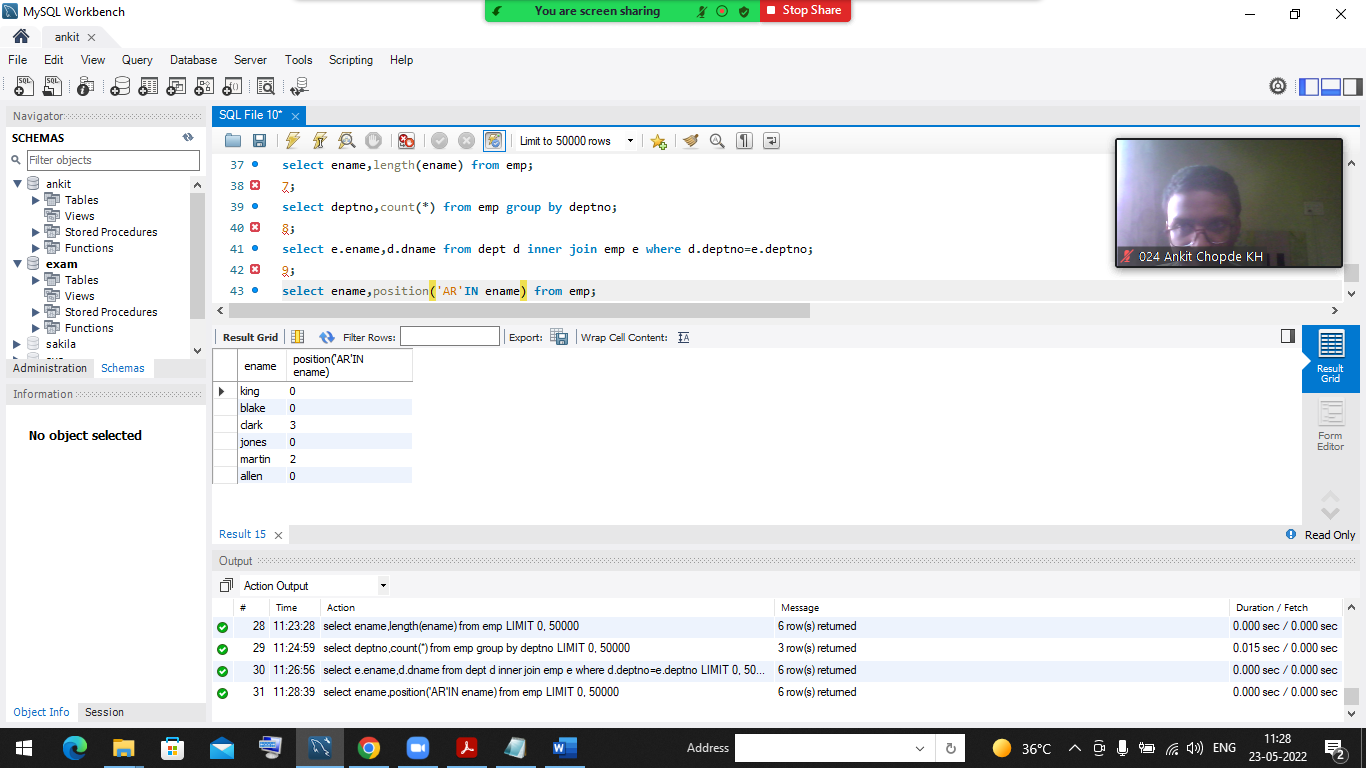 MySQL Workbench
You are screen sharing
Stop Share
ankit
File Edit View Query Database Server Tools Scripting Help
Navigator
SCHEMAS
Filter objects
ankit
Tables
Views
Stored Procedures
Functions
exam
Tables
Views
Stored Procedures
Functions
sakila
Administration Schemas
Information
No object selected
Object Info Session
SQL File 10*
Limit to 50000 rows
37 select ename,length(ename) from emp;
38 7;
39 select deptno,count(*) from emp group by deptno;
40 8;
41 select e.ename,d.dname from dept d inner join emp e where d.deptno=e.deptno;
42 9;
43 select ename,position('AR'IN ename) from emp;
024 Ankit Chopde KH
Result Grid Filter Rows: Export: Wrap Cell Content:
ename position('AR'IN
ename)
king 0
blake 0
clark 3
jones 0
martin 2
allen 0
Result
Grid
Form
Editor
Result 15
Read Only
Output
Action Output
# Time Action Message Duration / Fetch
28 11:23:28 select ename,length(ename) from emp LIMIT 0, 50000 6 row(s) returned 0.000 sec / 0.000 sec
29 11:24:59 select deptno,count(*) from emp group by deptno LIMIT 0, 50000 3 row(s) returned 0.015 sec / 0.000 sec
30 11:26:56 select e.ename,d.dname from dept d inner join emp e where d.deptno=e.deptno LIMIT 0, 50... 6 row(s) returned 0.000 sec / 0.000 sec
31 11:28:39 select ename,position('AR'IN ename) from emp LIMIT 0, 50000 6 row(s) returned 0.000 sec / 0.000 sec
Address
36°C
ENG
11:28
23-05-2022
2